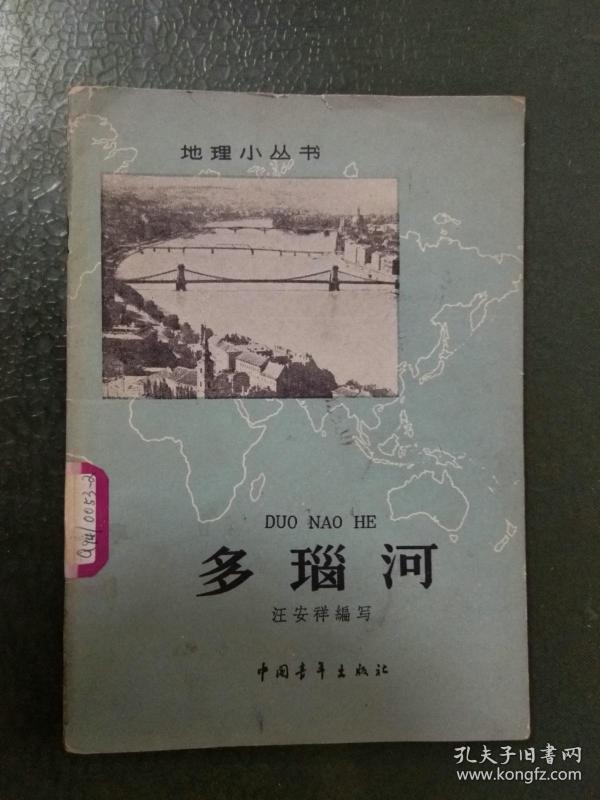 地理小丛书
DUO NAO HE
多瑙河
汪安祥編写
中国青年出版社
孔夫子旧书网
www.kongfz.com